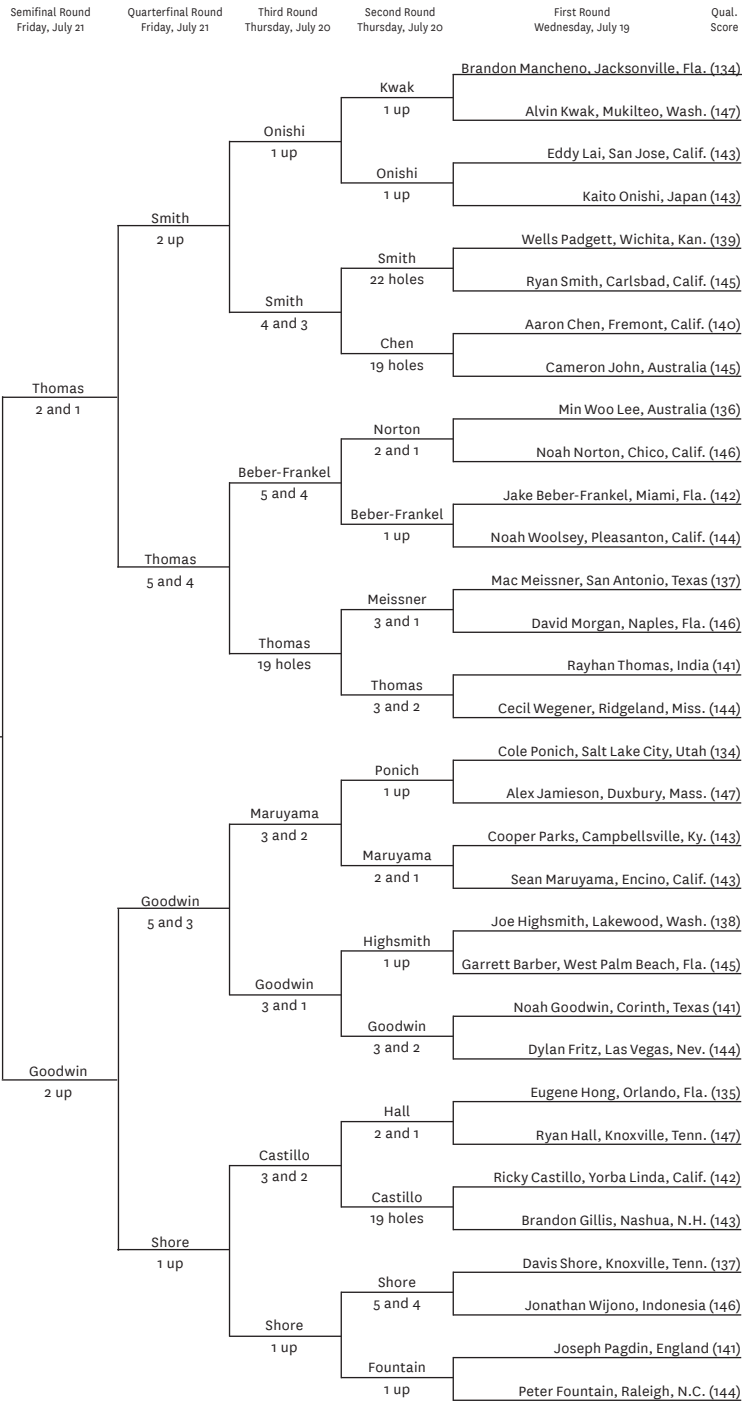 Semifinal Round
Friday, July 21
Quarterfinal Round
Friday, July 21
Third Round
Thursday, July 20
Second Round
Thursday, July 20
First Round
Wednesday, July 19
Qual.
Score
Brandon Mancheno, Jacksonville, Fla. (134)
Kwak
1 up
Alvin Kwak, Mukilteo, Wash. (147)
Onishi
1 up
Eddy Lai, San Jose, Calif. (143)
Onishi
1 up
Kaito Onishi, Japan (143)
Smith
2 up
Wells Padgett, Wichita, Kan. (139)
Smith
22 holes
Ryan Smith, Carlsbad, Calif. (145)
Smith
4 and 3
Aaron Chen, Fremont, Calif. (140)
Chen
19 holes
Cameron John, Australia (145)
Thomas
2 and 1
Min Woo Lee, Australia (136)
Norton
2 and 1
Noah Norton, Chico, Calif. (146)
Beber-Frankel
5 and 4
Jake Beber-Frankel, Miami, Fla. (142)
Beber-Frankel
1 up
Noah Woolsey, Pleasanton, Calif. (144)
Thomas
5 and 4
Mac Meissner, San Antonio, Texas (137)
Meissner
3 and 1
David Morgan, Naples, Fla. (146)
Thomas
19 holes
Rayhan Thomas, India (141)
Thomas
3 and 2
Cecil Wegener, Ridgeland, Miss. (144)
Cole Ponich, Salt Lake City, Utah (134)
Ponich
1 up
Alex Jamieson, Duxbury, Mass. (147)
Maruyama
3 and 2
Cooper Parks, Campbellsville, Ky. (143)
Maruyama
2 and 1
Sean Maruyama, Encino, Calif. (143)
Goodwin
5 and 3
Joe Highsmith, Lakewood, Wash. (138)
Highsmith
1 up
Garrett Barber, West Palm Beach, Fla. (145)
Goodwin
3 and 1
Noah Goodwin, Corinth, Texas (141)
Goodwin
3 and 2
Dylan Fritz, Las Vegas, Nev. (144)
Goodwin
2 up
Eugene Hong, Orlando, Fla. (135)
Hall
2 and 1
Ryan Hall, Knoxville, Tenn. (147)
Castillo
3 and 2
Ricky Castillo, Yorba Linda, Calif. (142)
Castillo
19 holes
Brandon Gillis, Nashua, N.H. (143)
Shore
1 up
Davis Shore, Knoxville, Tenn. (137)
Shore
5 and 4
Jonathan Wijono, Indonesia (146)
Shore
1 up
Joseph Pagdin, England (141)
Fountain
1 up
Peter Fountain, Raleigh, N.C. (144)